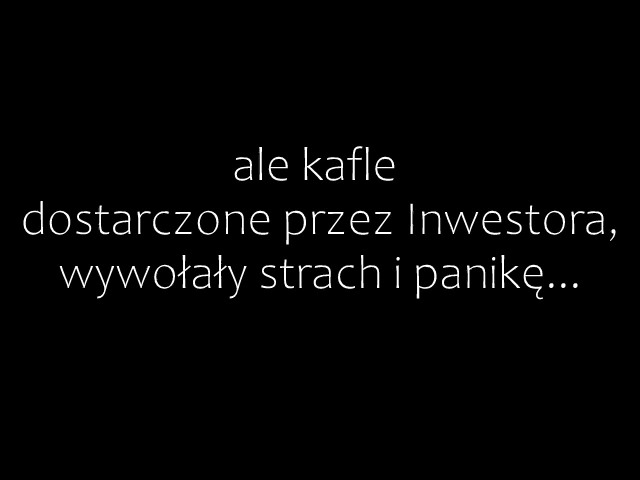 ale kafle
dostarczone przez Inwestora,
wywołały strach i panikę...